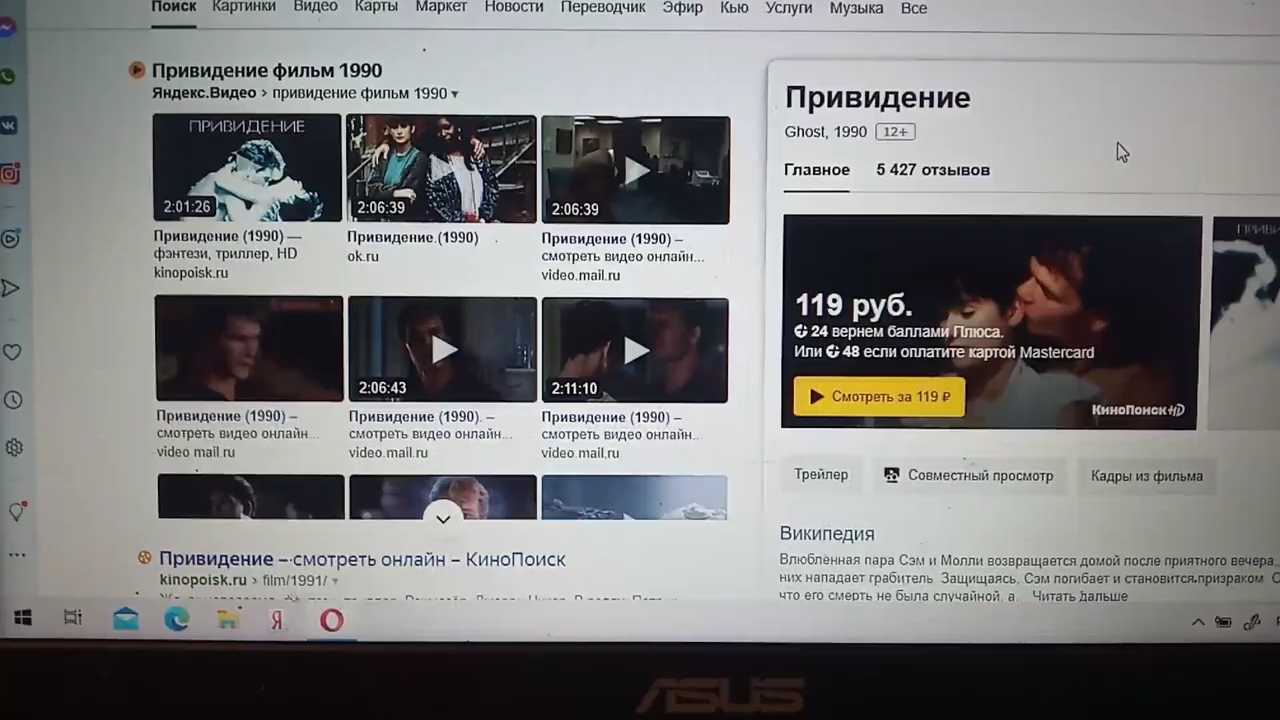 Поиск Картинки Видео Карты Маркет Новости Переводчик Эфир Кью Услуги Музыка Все
Привидение фильм 1990
Яндекс.Видео > привидение фильм 1990
ПРИВИДЕНИЕ
2:01:26
2:06:39
2:06:39
Привидение (1990) —
фэнтези, триллер, HD
kinopoisk.ru
Привидение.(1990)
ok.ru
Привидение (1990) –
смотреть видео онлайн...
video.mail.ru
2:06:43
2:11:10
Привидение (1990) –
смотреть видео онлайн...
video.mail.ru
Привидение (1990). –
смотреть видео онлайн...
video.mail.ru
Привидение (1990) –
смотреть видео онлайн..
video.mail.ru
Привидение – смотреть онлайн – КиноПоиск
kinopoisk.ru > film/1991/
Привидение
Ghost, 1990 12+
Главное 5 427 отзывов
119 руб.
24 вернем баллами Плюса.
Или 48 если оплатите картой Mastercard
Смотреть за 119 ₽
КиноПоиск HD
Трейлер Совместный просмотр Кадры из фильма
Википедия
Влюбленная пара Сэм и Молли возвращается домой после приятного вечера,
них нападает грабитель. Защищаясь, Сэм погибает и становится призраком
что его смерть не была случайной, а... Читать дальше
ASUS